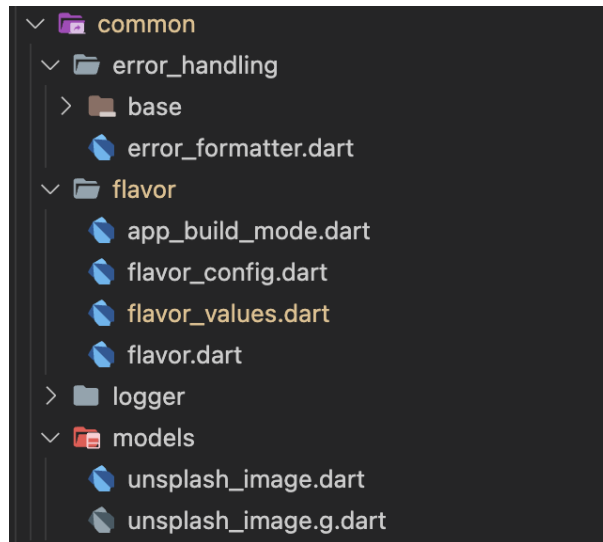 common
error_handling
base
error_formatter.dart
flavor
app_build_mode.dart
flavor_config.dart
flavor_values.dart
flavor.dart
logger
models
unsplash_image.dart
unsplash_image.g.dart